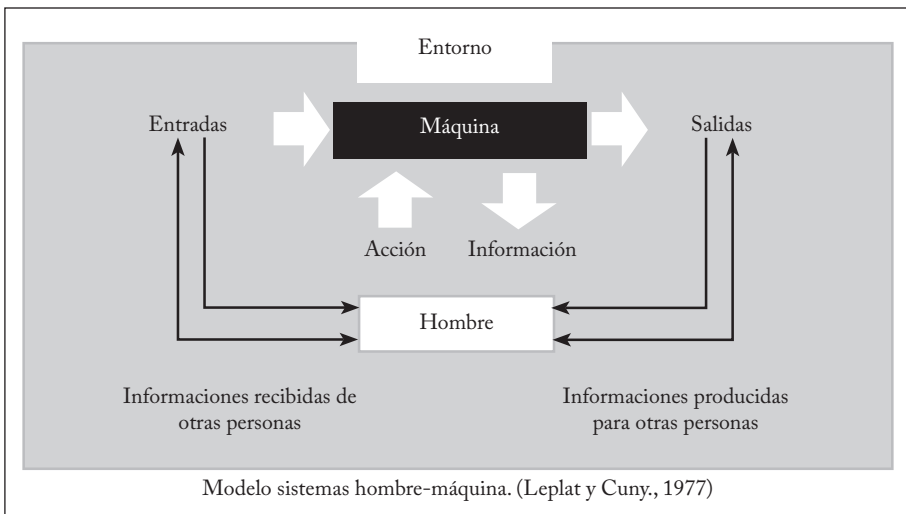 Entorno
Entradas
Máquina
Salidas
Acción
Información
Hombre
Informaciones recibidas de
otras personas
Informaciones producidas
para otras personas
Modelo sistemas hombre-máquina. (Leplat y Cuny., 1977)